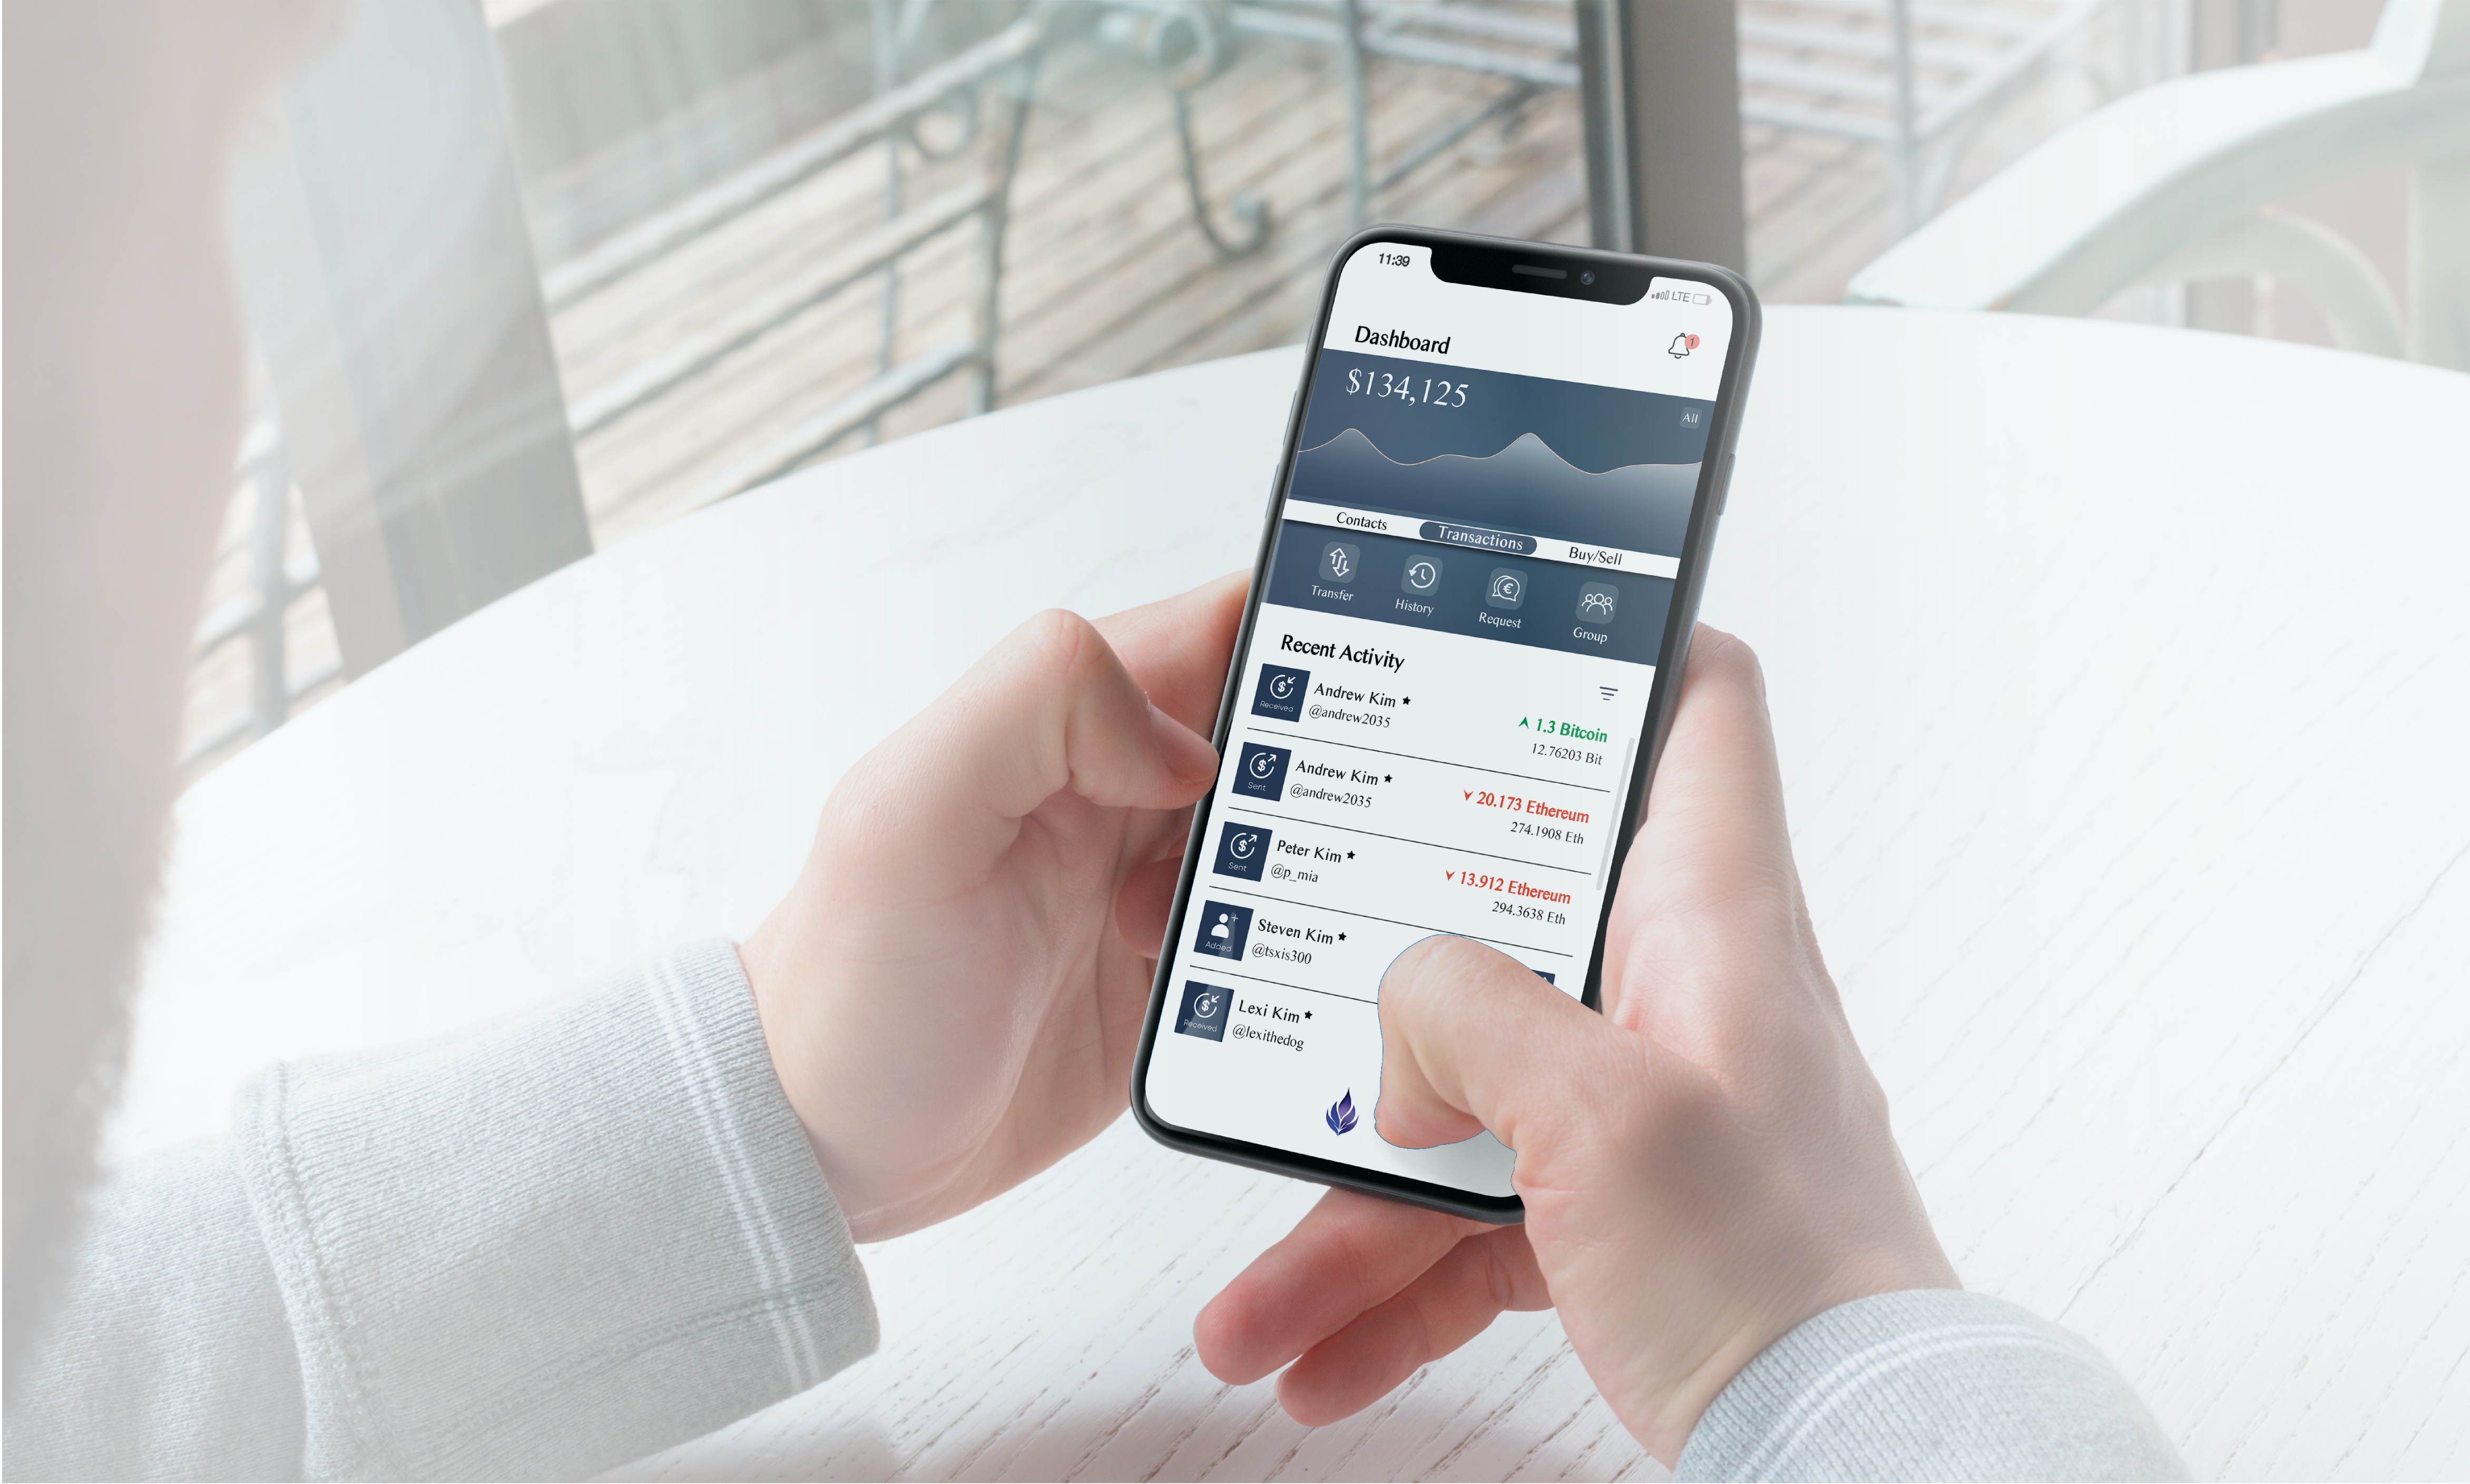 11:39
LTE
Dashboard
1
$134,125
All
Contacts
Transactions
Buy/Sell
Transfer
History
Request
Group
Recent Activity
Received
Andrew Kim ★
@andrew2035
1.3 Bitcoin
12.76203 Bit
Sent
Andrew Kim ★
@andrew2035
20.173 Ethereum
274.1908 Eth
Sent
Peter Kim ★
@p_mia
13.912 Ethereum
294.3638 Eth
Added
Steven Kim ★
@tsxis300
Received
Lexi Kim ★
@lexithedog